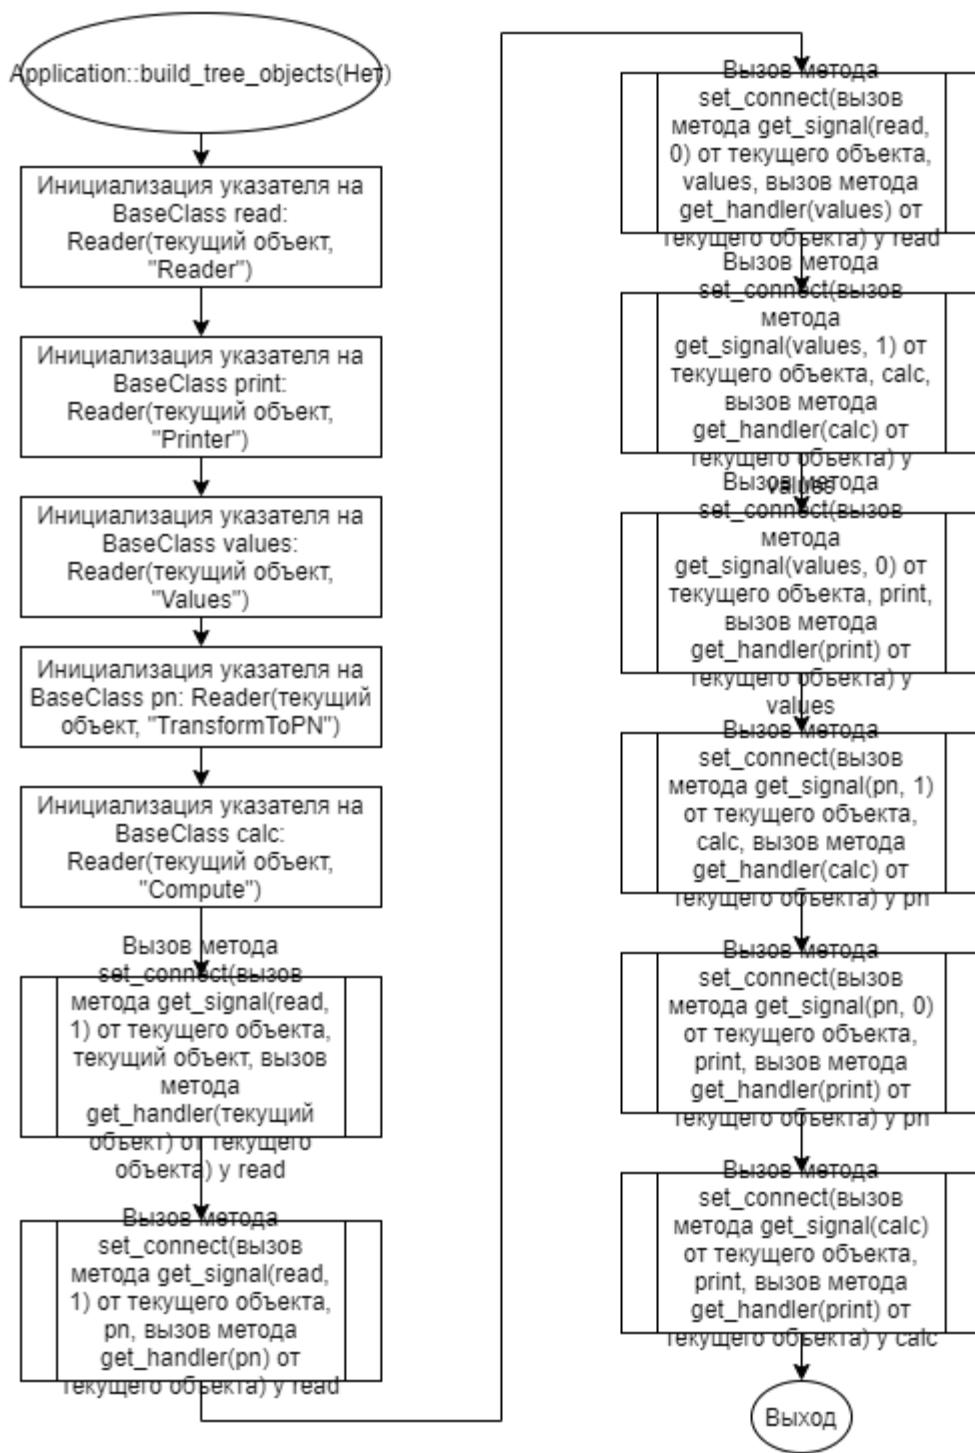 Application::build_tree_objects(Нет)
Инициализация указателя на
BaseClass read:
Reader(текущий объект,
"Reader")
Инициализация указателя на
BaseClass print:
Reader(текущий объект,
"Printer")
Инициализация указателя на
BaseClass values:
Reader(текущий объект,
"Values")
Инициализация указателя на
BaseClass pn: Reader(текущий
объект, "TransformToPN")
Инициализация указателя на
BaseClass calc:
Reader(текущий объект,
"Compute")
Вызов метода
set_connect(вызов
метода get_signal(read,
1) от текущего объекта,
текущий объект, вызов
метода
get_handler(текущий
объект) от текущего
объекта) у read
Вызов метода
set_connect(вызов
метода get_signal(read,
1) от текущего объекта,
pn, вызов метода
get_handler(pn) от
текущего объекта) у read
Вызов метода
set_connect(вызов
метода get_signal(read,
0) от текущего объекта,
values, вызов метода
get_handler(values) от
текущего объекта) у read
Вызов метода
set_connect(вызов
метода
get_signal(values, 1) от
текущего объекта, calc,
вызов метода
get_handler(calc) от
текущего объекта) у
values
Вызов метода
set_connect(вызов
метода
get_signal(values, 0) от
текущего объекта, print,
вызов метода
get_handler(print) от
текущего объекта) у
values
Вызов метода
set_connect(вызов
метода get_signal(pn, 1)
от текущего объекта,
calc, вызов метода
get_handler(calc) от
текущего объекта) у pn
Вызов метода
set_connect(вызов
метода get_signal(pn, 0)
от текущего объекта,
print, вызов метода
get_handler(print) от
текущего объекта) у pn
Вызов метода
set_connect(вызов
метода get_signal(calc)
от текущего объекта,
print, вызов метода
get_handler(print) от
текущего объекта) у calc
Выход